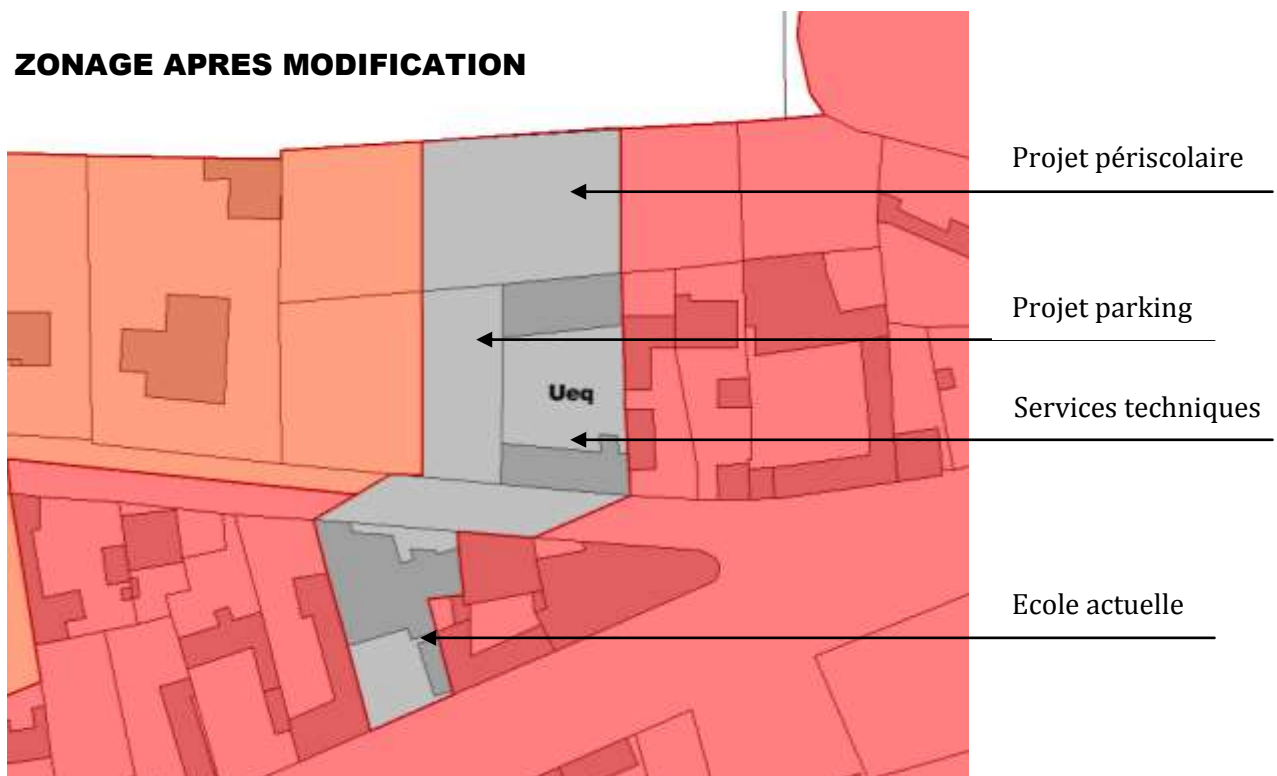 ZONAGE APRES MODIFICATION
Projet périscolaire
Projet parking
Ueq
Services techniques
Ecole actuelle